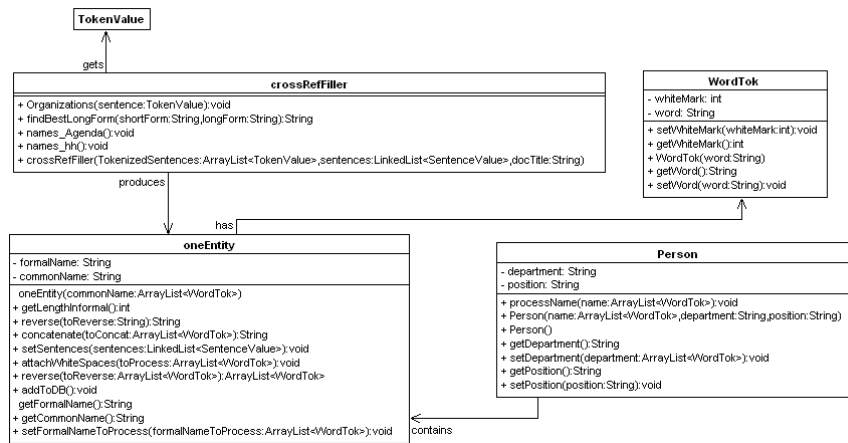 TokenValue
gets
crossRefFiller
+ Organizations(sentence:TokenValue):void
+ findBestLongForm(shortForm:String,longForm:String):String
+ names_Agenda():void
+ names_hh():void
+ crossRefFiller(TokenizedSentences:ArrayList<TokenValue>,sentences:LinkedList<SentenceValue>,docTitle:String)
WordTok
- whiteMark: int
- word: String
+ setWhiteMark(whiteMark:int):void
+ getWhiteMark():int
+ WordTok(word:String)
+ getWord():String
+ setWord(word:String):void
produces
has
oneEntity
- formalName: String
- commonName: String
oneEntity(commonName:ArrayList<WordTok>)
+ getLengthInformal():int
+ reverse(toReverse:String):String
+ concatenate(toConcat:ArrayList<WordTok>):String
+ setSentences(sentences:LinkedList<SentenceValue>):void
+ attachWhiteSpaces(toProcess:ArrayList<WordTok>):void
+ reverse(toReverse:ArrayList<WordTok>):ArrayList<WordTok>
+ addToDB():void
getFormalName():String
+ getCommonName():String
+ setFormalNameToProcess(formalNameToProcess:ArrayList<WordTok>):void
Person
- department: String
- position: String
+ processName(name:ArrayList<WordTok>):void
+ Person(name:ArrayList<WordTok>,department:String,position:String)
+ Person()
+ getDepartment():String
+ setDepartment(department:ArrayList<WordTok>):void
+ getPosition():String
+ setPosition(position:String):void
contains